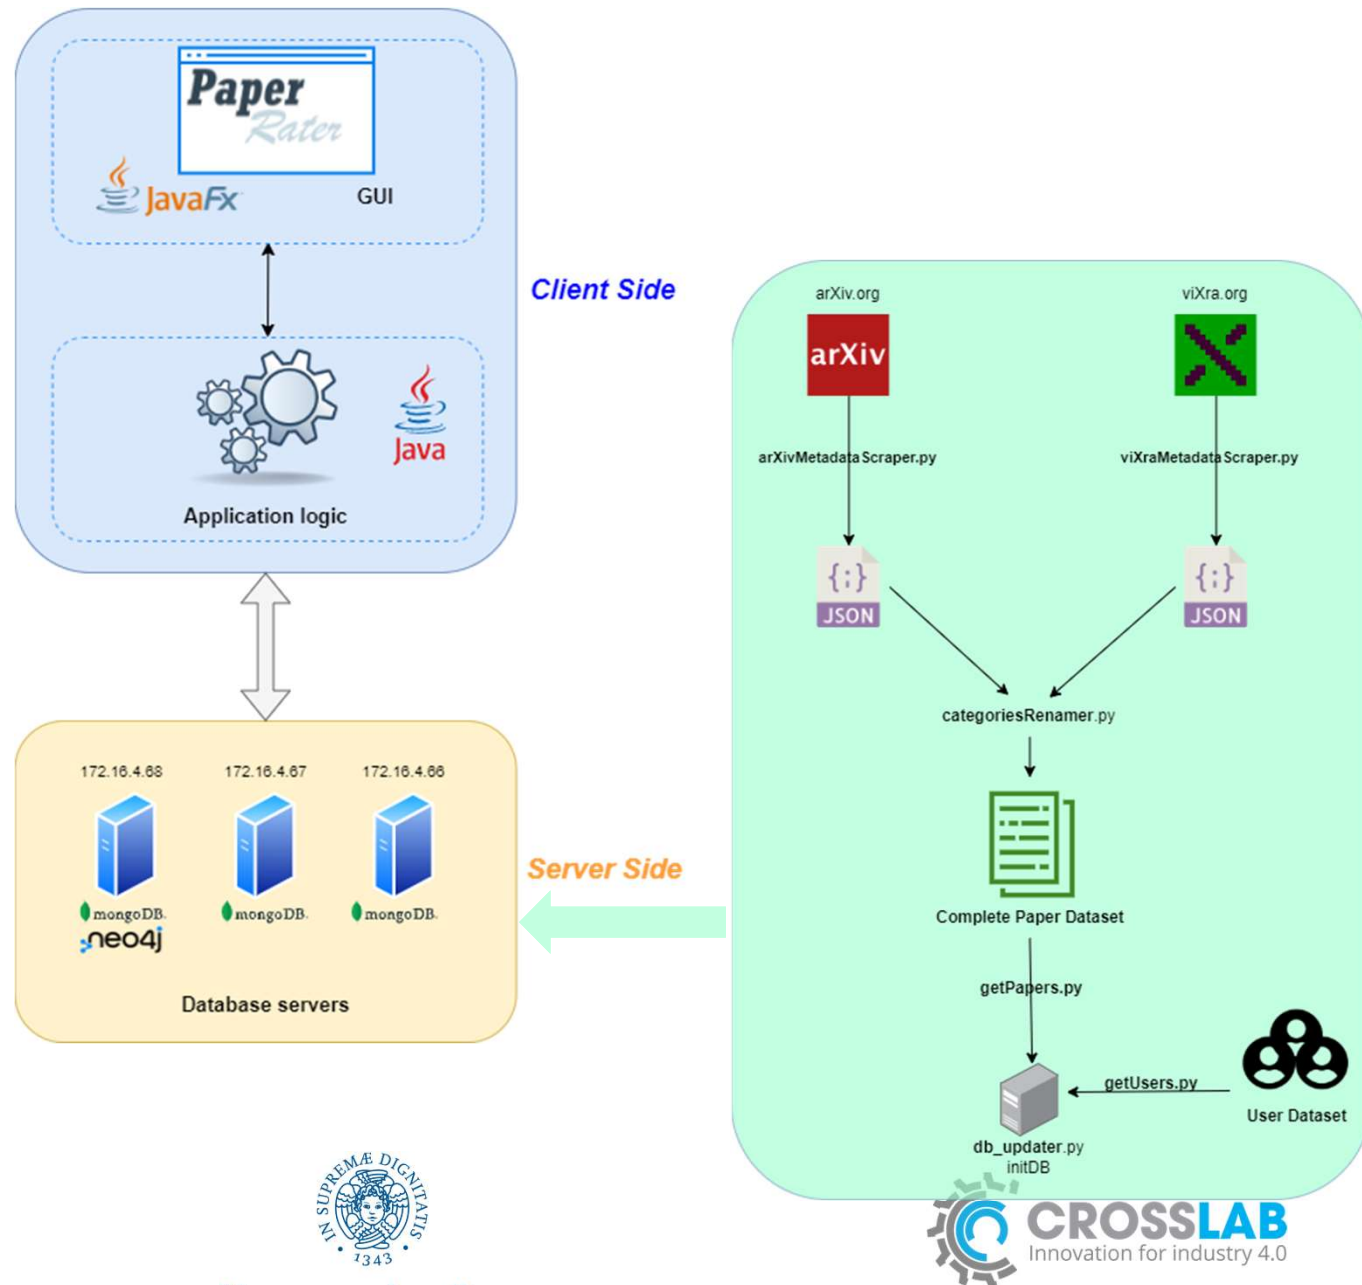 Paper
Rater
JavaFx
GUI
Client Side
Java
Application logic
172.16.4.68
172.16.4.67
172.16.4.66
mongoDB.
neo4j
mongoDB.
mongoDB.
Database servers
Server Side
arXiv.org
viXra.org
arXiv
arXivMetadataScraper.py
viXraMetadataScraper.py
{;}
JSON
{;}
JSON
categoriesRenamer.py
Complete Paper Dataset
getPapers.py
getUsers.py
User Dataset
db_updater.py
initDB
IN SUPREMÆ DIGNITATIS
1343
CROSSLAB
Innovation for industry 4.0